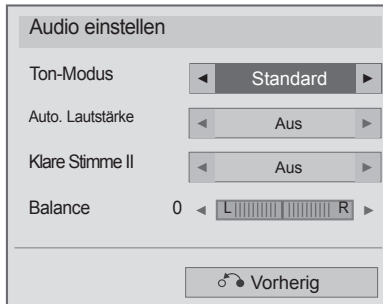 Audio einstellen
Ton-Modus ◄ Standard ►
Auto. Lautstärke ◄ Aus ►
Klare Stimme II ◄ Aus ►
Balance 0 ◄ L R ►
Vorherig